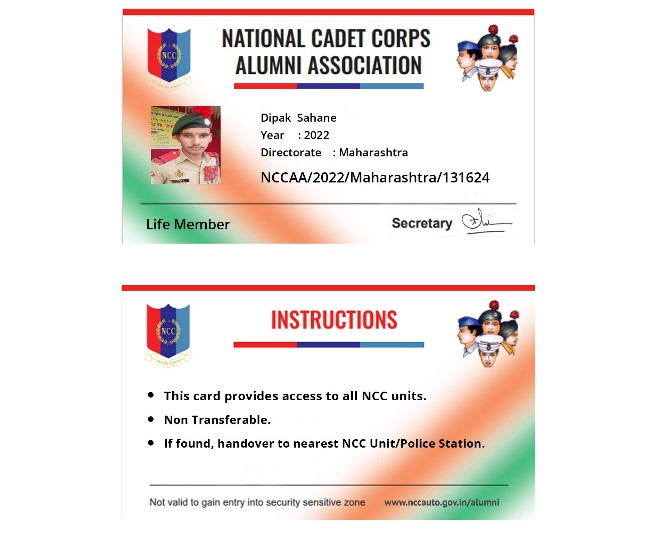 NCC
NATIONAL CADET CORPS
ALUMNI ASSOCIATION
Dipak Sahane
Year : 2022
Directorate : Maharashtra
NCCAA/2022/Maharashtra/131624
Life Member
Secretary
NCC
INSTRUCTIONS
• This card provides access to all NCC units.
• Non Transferable.
• If found, handover to nearest NCC Unit/Police Station.
Not valid to gain entry into security sensitive zone www.nccauto.gov.in/alumni